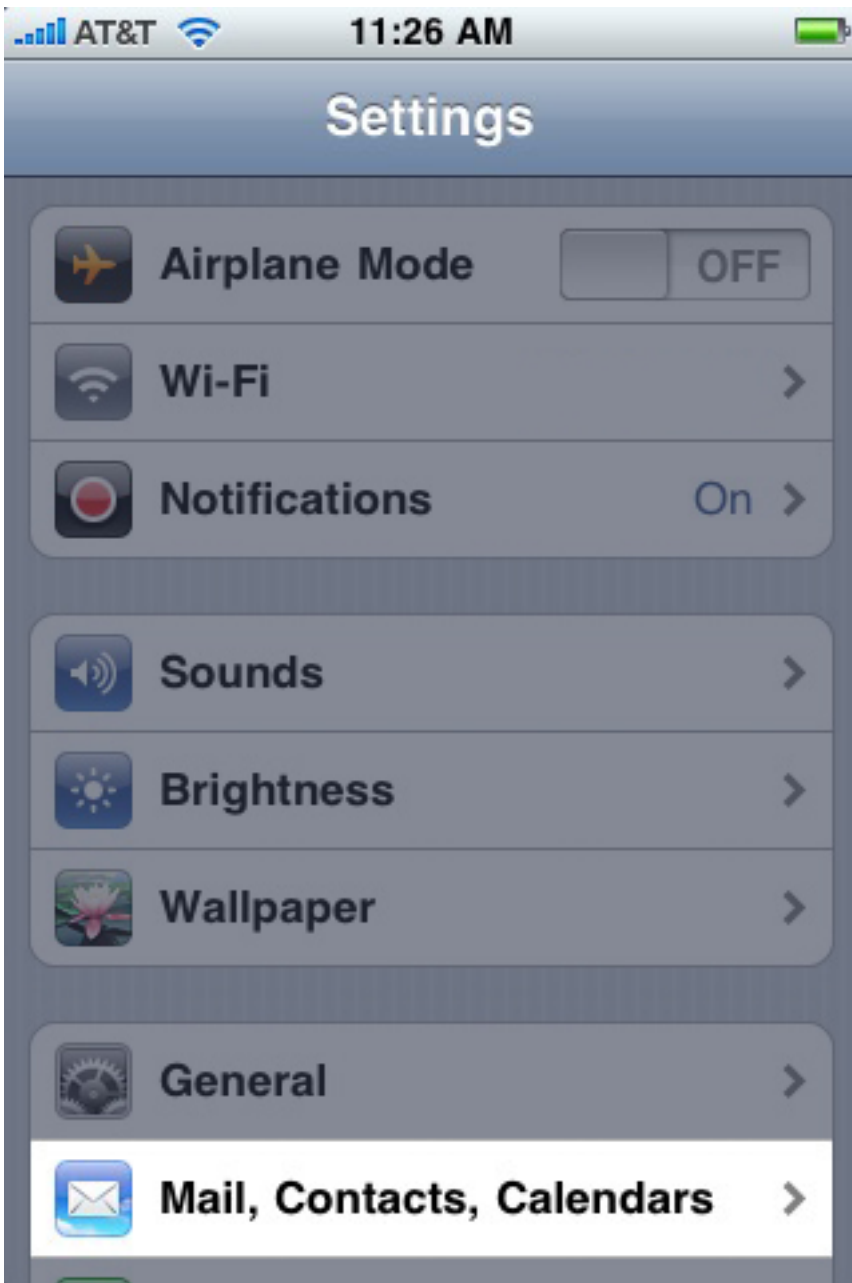 AT&T 11:26 AM
Settings
Airplane Mode OFF
Wi-Fi
Notifications On
Sounds
Brightness
Wallpaper
General
Mail, Contacts, Calendars